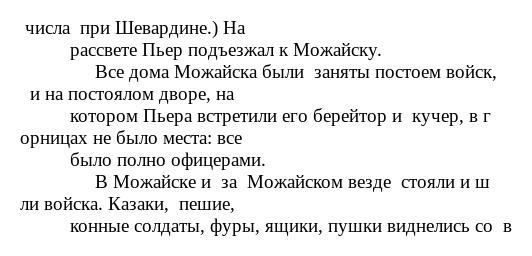 числа  при Шевардине.) На
рассвете Пьер подъезжал к Можайску.
Все дома Можайска были  заняты постоем войск,
и на постоялом дворе, на
котором Пьера встретили его берейтор и  кучер, в г
орницах не было места: все
было полно офицерами.
В Можайске и  за  Можайском везде  стояли и ш
ли войска. Казаки,  пешие,
конные солдаты, фуры, ящики, пушки виднелись со  в